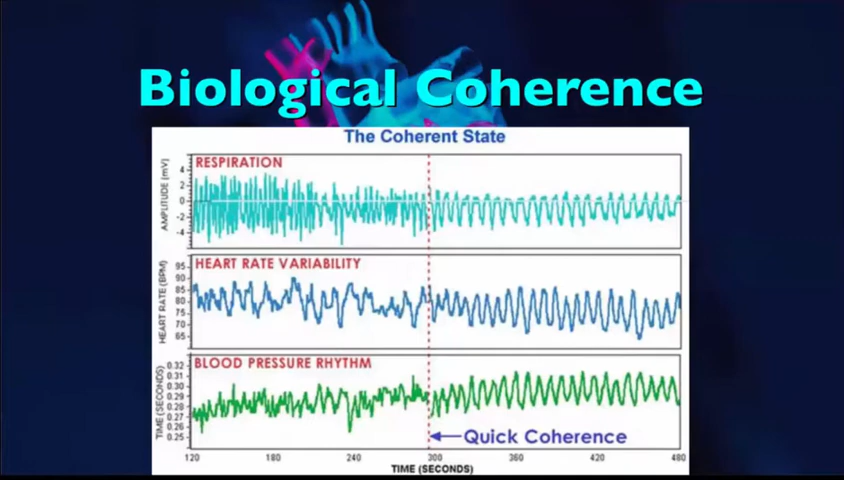 Biological Coherence
The Coherent State
RESPIRATION
AMPLITUDE (mV)
4
2
0
-2
-4
HEART RATE VARIABILITY
HEART RATE (BPM)
95
90
85
80
75
70
65
BLOOD PRESSURE RHYTHM
TIME (SECONDS)
0.32
0.31
0.30
0.29
0.28
0.27
0.26
0.25
Quick Coherence
120 180 240 300 360 420 480
TIME (SECONDS)